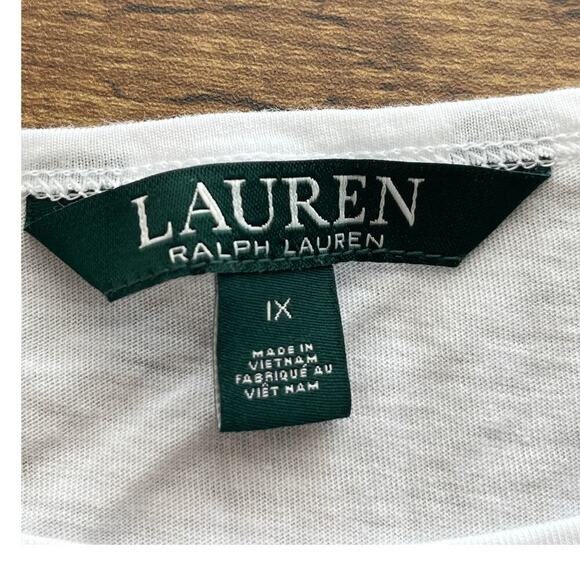 LAUREN
RALPH LAUREN
1X
MADE IN
VIETNAM
FABRIQUÉ AU
VIÊT NAM